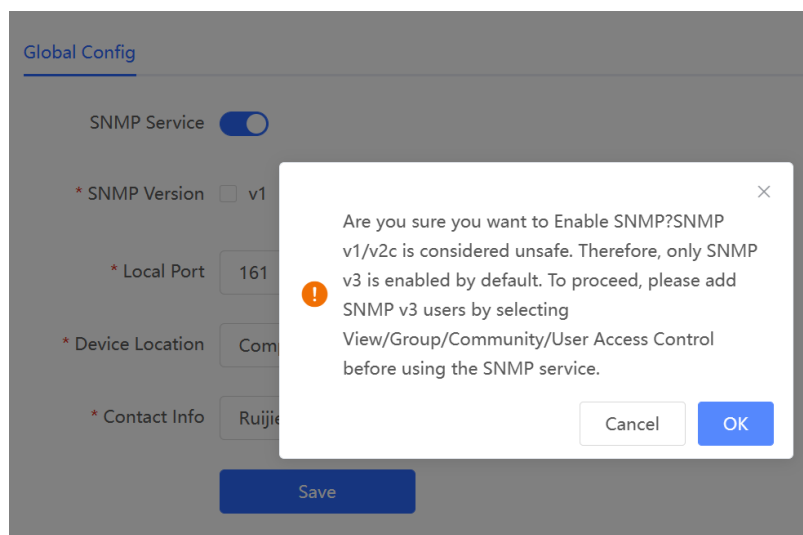 Global Config
SNMP Service
* SNMP Version v1
Are you sure you want to Enable SNMP?SNMP
v1/v2c is considered unsafe. Therefore, only SNMP
v3 is enabled by default. To proceed, please add
SNMP v3 users by selecting
View/Group/Community/User Access Control
before using the SNMP service.
Cancel OK
* Local Port 161
* Device Location
* Contact Info Ruijie
Save